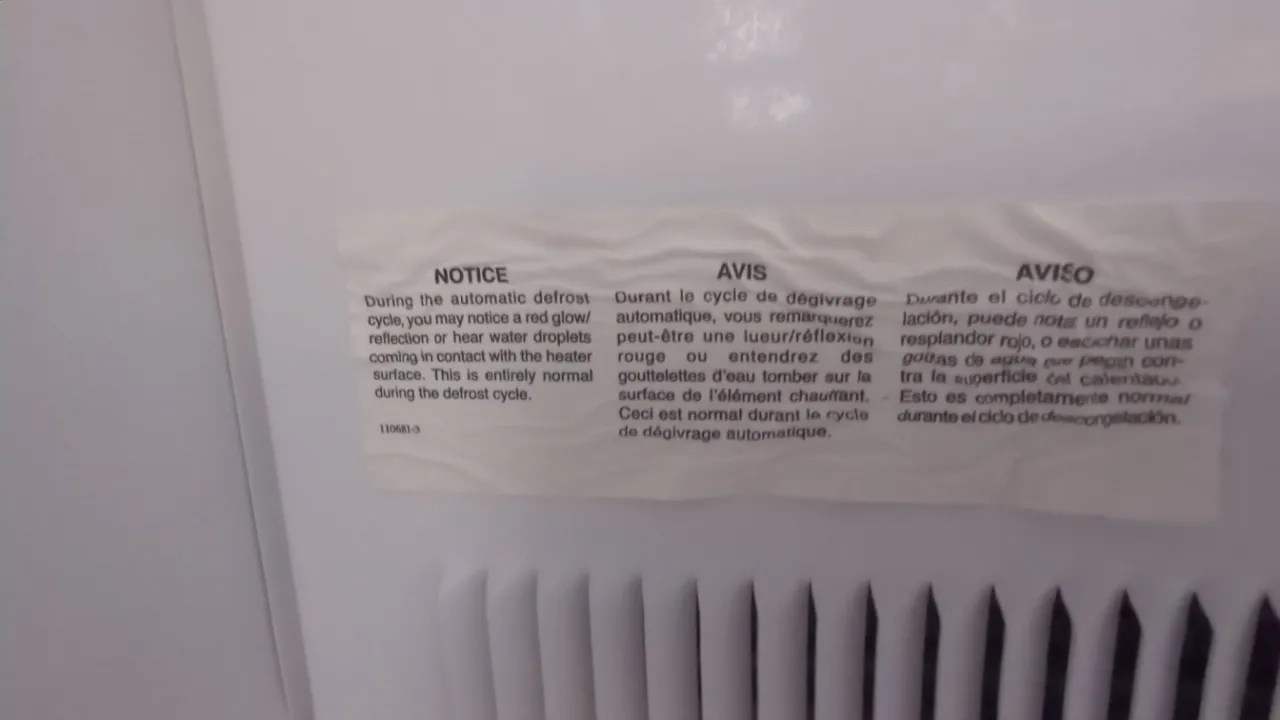 NOTICE
During the automatic defrost
cycle, you may notice a red glow/
reflection or hear water droplets
coming in contact with the heater
surface. This is entirely normal
during the defrost cycle.
110681-3
AVIS
Durant le cycle de dégivrage
automatique, vous remarquerez
peut-être une lueur/réflexion
rouge ou entendrez des
gouttelettes d'eau tomber sur la
surface de l'élément chauffant.
Ceci est normal durant le cycle
de dégivrage automatique.
AVISO
Durante el ciclo de desconge-
lación, puede notar un reflejo o
resplandor rojo, o escuchar unas
gotas de agua que pegan con-
tra la superficie del
Esto es completamente normal
durante el ciclo de descongelación.